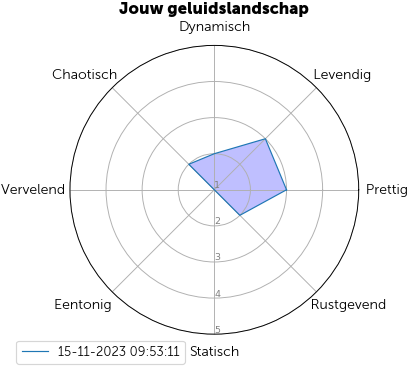 Jouw geluidslandschap
Dynamisch
Chaotisch
Levendig
Vervelend
1
Prettig
2
3
4
Eentonig
Rustgevend
5
15-11-2023 09:53:11
Statisch